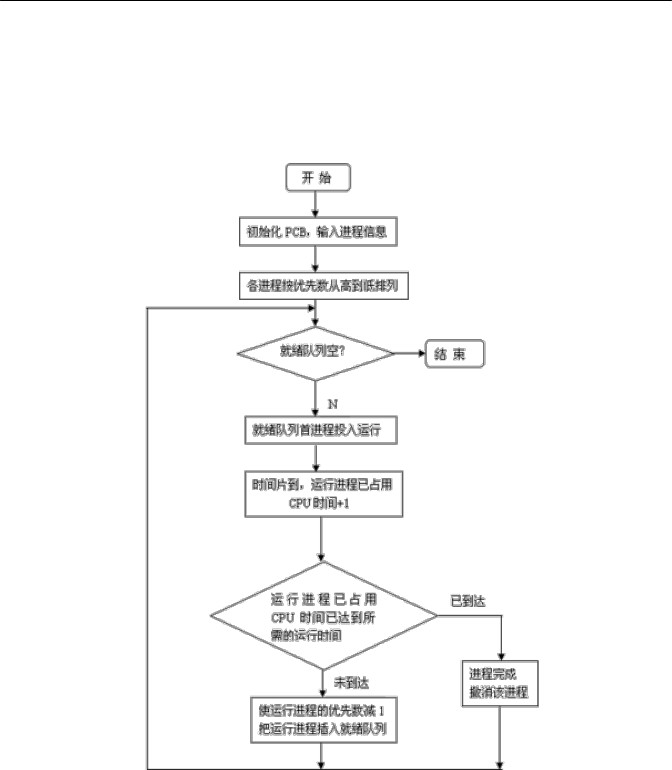 开 始
初始化 PCB，输入进程信息
各进程按优先数从高到低排列
就绪队列空?
结 束
N
就绪队列首进程投入运行
时间片到，运行进程已占用
CPU 时间+1
运行进程已占用
CPU 时间已达到所
需的运行时间
已到达
未到达
进程完成
撤消该进程
使运行进程的优先数减 1
把运行进程插入就绪队列